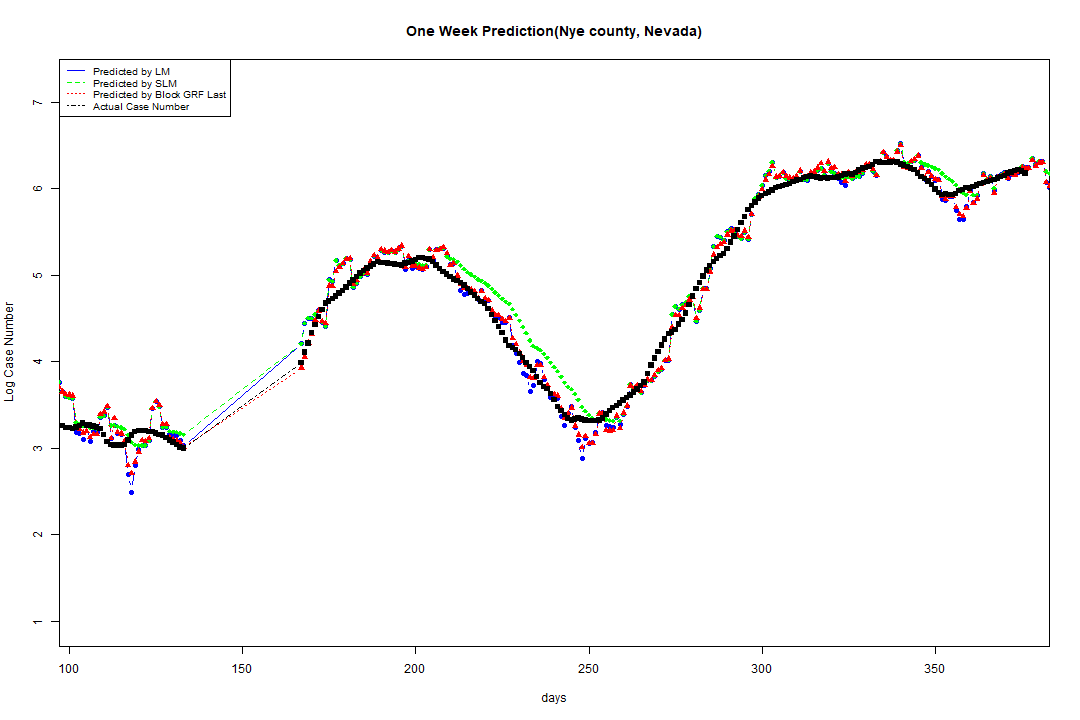 One Week Prediction(Nye county, Nevada)
Predicted by LM
Predicted by SLM
Predicted by Block GRF Last
Actual Case Number
7
6
5
4
3
2
1
Log Case Number
100 150 200 250 300 350
days